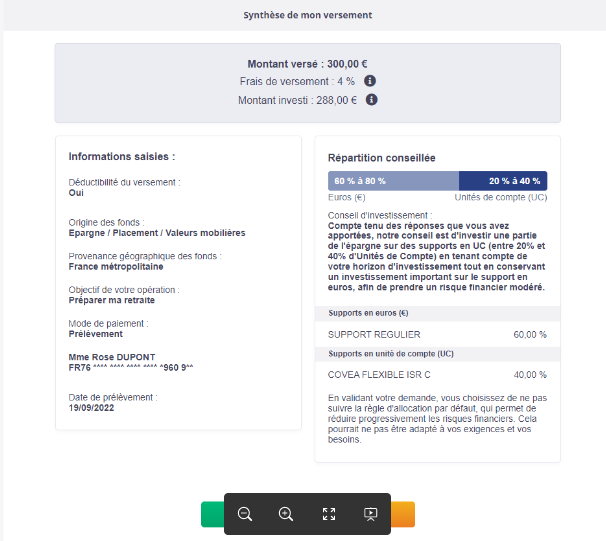 Synthèse de mon versement
Montant versé : 300,00 €
Frais de versement : 4 %
Montant investi : 288,00 €
Informations saisies :
Déductibilité du versement :
Oui
Origine des fonds :
Epargne / Placement / Valeurs mobilières
Provenance géographique des fonds :
France métropolitaine
Objectif de votre opération :
Préparer ma retraite
Mode de paiement :
Prélèvement
Mme Rose DUPONT
FR76 **** **** **** **** *960 9**
Date de prélèvement :
19/09/2022
Répartition conseillée
60 % à 80 % 20 % à 40 %
Euros (€) Unités de compte (UC)
Conseil d'investissement :
Compte tenu des réponses que vous avez
apportées, notre conseil est d'investir une partie
de l'épargne sur des supports en UC (entre 20% et
40% d'Unités de Compte) en tenant compte de
votre horizon d'investissement tout en conservant
un investissement important sur le support en
euros, afin de prendre un risque financier modéré.
Supports en euros (€)
SUPPORT REGULIER 60,00 %
Supports en unité de compte (UC)
COVEA FLEXIBLE ISR C 40,00 %
En validant votre demande, vous choisissez de ne pas
suivre la règle d'allocation par défaut, qui permet de
réduire progressivement les risques financiers. Cela
pourrait ne pas être adapté à vos exigences et vos
besoins.